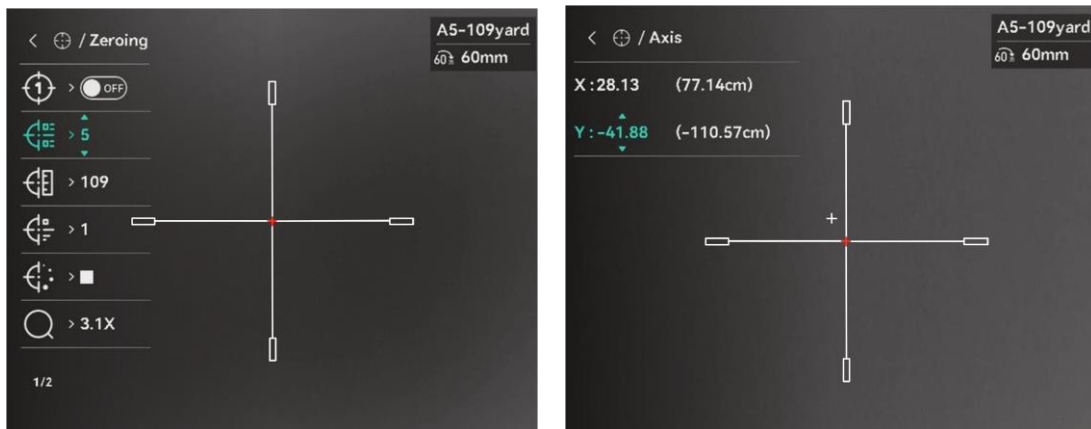 < / Zeroing
A5-109yard
60 60mm
1 > OFF
> 5
> 109
> 1
>
> 3.1X
1/2
< / Axis
A5-109yard
60 60mm
X :28.13 (77.14cm)
Y :-41.88 (-110.57cm)